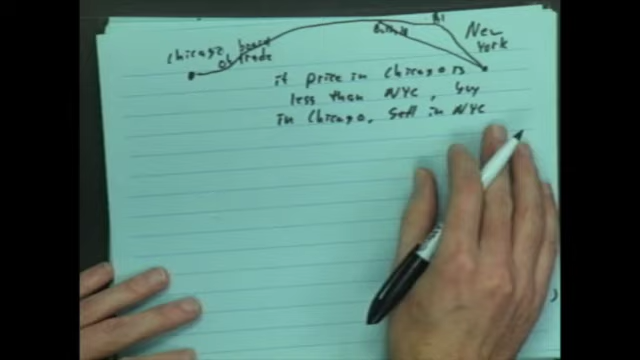 New
York
Chicago board
of trade
Buffalo
if price in Chicago is
less than NYC, buy
in Chicago, sell in NYC